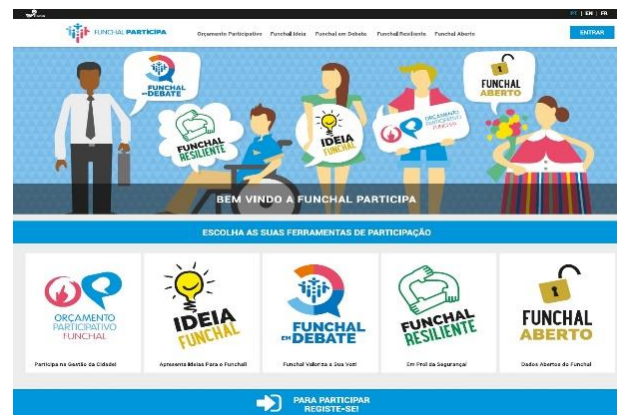 PT | EN | FR
FUNCHAL PARTICIPA
Orçamento Participativo Funchal Ideia Funchal em Debate Funchal Resiliente Funchal Aberto
ENTRAR
FUNCHAL
EM DEBATE
FUNCHAL
RESILIENTE
IDEIA
FUNCHAL
ORÇAMENTO
PARTICIPATIVO
FUNCHAL
FUNCHAL
ABERTO
BEM VINDO A FUNCHAL PARTICIPA
ESCOLHA AS SUAS FERRAMENTAS DE PARTICIPAÇÃO
ORÇAMENTO
PARTICIPATIVO
FUNCHAL
Participa na Gestão da Cidade!
IDEIA
FUNCHAL
Apresenta Ideias Para o Funchal!
FUNCHAL
EM DEBATE
Funchal Valoriza a Sua Voz!
FUNCHAL
RESILIENTE
Em Prol da Segurança!
FUNCHAL
ABERTO
Dados Abertos do Funchal
PARA PARTICIPAR
REGISTE-SE!